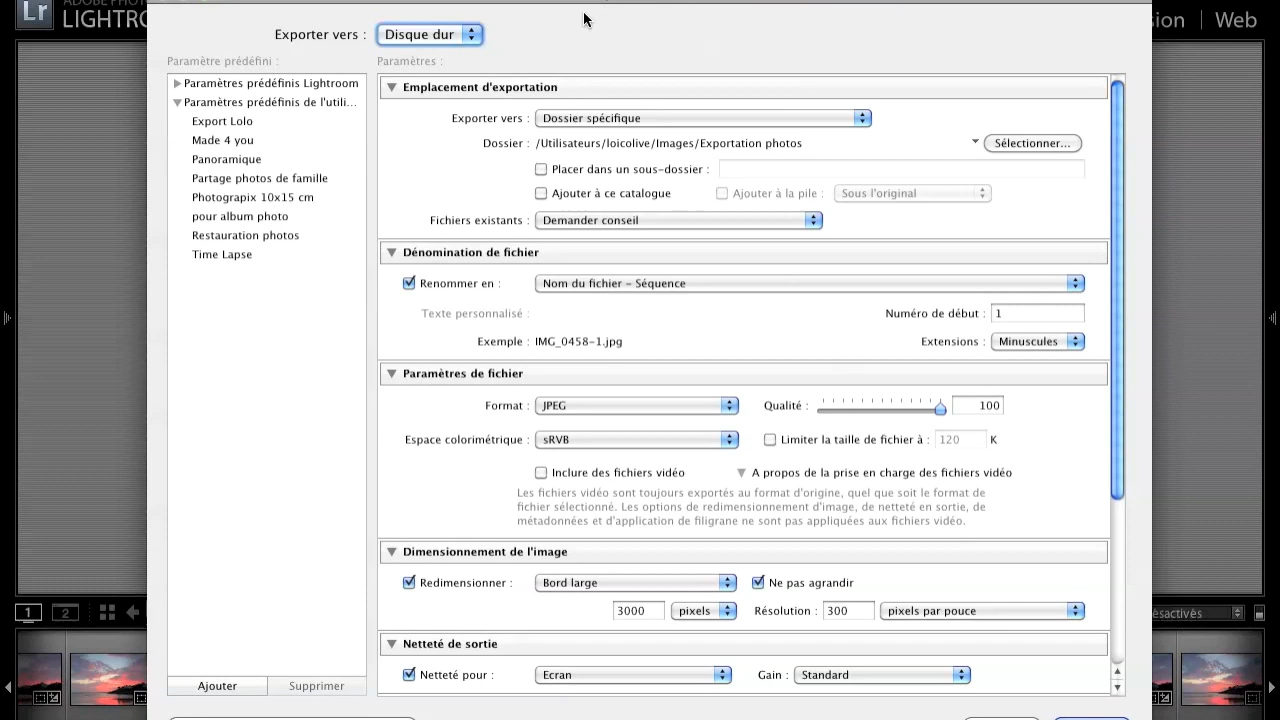 Lr ADOBE PHOTO
LIGHTRO
sion | Web
Exporter vers : Disque dur
Paramètre prédéfini :
Paramètres :
Paramètres prédéfinis Lightroom
Paramètres prédéfinis de l'utili...
Export Lolo
Made 4 you
Panoramique
Partage photos de famille
Photograpix 10x15 cm
pour album photo
Restauration photos
Time Lapse
Ajouter
Supprimer
Emplacement d'exportation
Exporter vers : Dossier spécifique
Dossier : /Utilisateurs/loicolive/Images/Exportation photos Sélectionner...
Placer dans un sous-dossier :
Ajouter à ce catalogue Ajouter à la pile : Sous l'original
Fichiers existants : Demander conseil
Dénomination de fichier
Renommer en : Nom du fichier - Séquence
Texte personnalisé : Numéro de début : 1
Exemple : IMG_0458-1.jpg Extensions : Minuscules
Paramètres de fichier
Format : JPEG Qualité : 100
Espace colorimétrique : sRVB Limiter la taille de fichier à : 120 K
Inclure des fichiers vidéo A propos de la prise en charge des fichiers vidéo
Les fichiers vidéo sont toujours exportés au format d'origine, quel que soit le format de
fichier sélectionné. Les options de redimensionnement d'image, de netteté en sortie, de
métadonnées et d'application de filigrane ne sont pas appliquées aux fichiers vidéo.
Dimensionnement de l'image
Redimensionner : Bord large Ne pas agrandir
3000 pixels Résolution : 300 pixels par pouce
Netteté de sortie
Netteté pour : Ecran Gain : Standard
1 2
ésactivés